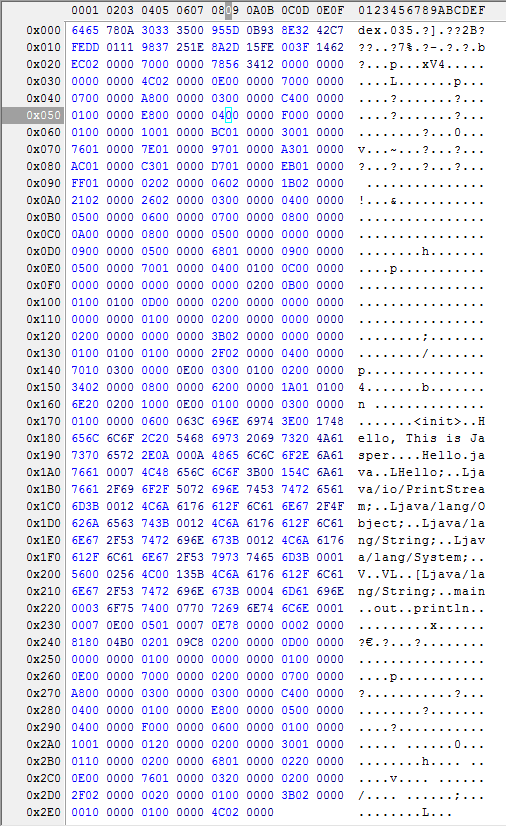 0001 0203 0405 0607 0809 0A0B 0C0D 0E0F 0123456789ABCDEF
0x000 6465 780A 3033 3500 955D 0B93 8E32 42C7 dex.035.?].??2B?
0x010 FEDD 0111 9837 251E 8A2D 15FE 003F 1462 ??..?7%.?-.?.?.b
0x020 EC02 0000 7000 0000 7856 3412 0000 0000 ?...p...xV4.....
0x030 0000 0000 4C02 0000 0E00 0000 7000 0000 ....L.......p...
0x040 0700 0000 A800 0000 0300 0000 C400 0000 ....?.......?...
0x050 0100 0000 E800 0000 0400 0000 F000 0000 ....?.......?...
0x060 0100 0000 1001 0000 BC01 0000 3001 0000 ........?...0...
0x070 7601 0000 7E01 0000 9701 0000 A301 0000 v...~...?...?...
0x080 AC01 0000 C301 0000 D701 0000 EB01 0000 ?...?...?...?...
0x090 FF01 0000 0202 0000 0602 0000 1B02 0000 ................
0x0A0 2102 0000 2602 0000 0300 0000 0400 0000 !...&...........
0x0B0 0500 0000 0600 0000 0700 0000 0800 0000 ................
0x0C0 0A00 0000 0800 0000 0500 0000 0000 0000 ................
0x0D0 0900 0000 0500 0000 6801 0000 0900 0000 ........h.......
0x0E0 0500 0000 7001 0000 0400 0100 0C00 0000 ....p...........
0x0F0 0000 0000 0000 0000 0000 0200 0B00 0000 ................
0x100 0100 0100 0D00 0000 0200 0000 0000 0000 ................
0x110 0000 0000 0100 0000 0200 0000 0000 0000 ................
0x120 0200 0000 0000 0000 3B02 0000 0000 0000 ........;.......
0x130 0100 0100 0100 0000 2F02 0000 0400 0000 ......../.......
0x140 7010 0300 0000 0E00 0300 0100 0200 0000 p...............
0x150 3402 0000 0800 0000 6200 0000 1A01 0100 4.......b.......
0x160 6E20 0200 1000 0E00 0100 0000 0300 0000 n ..............
0x170 0100 0000 0600 063C 696E 6974 3E00 1748 .......<init>..H
0x180 656C 6C6F 2C20 5468 6973 2069 7320 4A61 ello, This is Ja
0x190 7370 6572 2E0A 000A 4865 6C6C 6F2E 6A61 sper....Hello.ja
0x1A0 7661 0007 4C48 656C 6C6F 3B00 154C 6A61 va..LHello;..Lja
0x1B0 7661 2F69 6F2F 5072 696E 7453 7472 6561 va/io/PrintStrea
0x1C0 6D3B 0012 4C6A 6176 612F 6C61 6E67 2F4F m;..Ljava/lang/O
0x1D0 626A 6563 743B 0012 4C6A 6176 612F 6C61 bject;..Ljava/la
0x1E0 6E67 2F53 7472 696E 673B 0012 4C6A 6176 ng/String;..Ljav
0x1F0 612F 6C61 6E67 2F53 7973 7465 6D3B 0001 a/lang/System;..
0x200 5600 0256 4C00 135B 4C6A 6176 612F 6C61 V..VL..[Ljava/la
0x210 6E67 2F53 7472 696E 673B 0004 6D61 696E ng/String;..main
0x220 0003 6F75 7400 0770 7269 6E74 6C6E 0001 ..out..println..
0x230 0007 0E00 0501 0007 0E78 0000 0002 0000 .........x......
0x240 8180 04B0 0201 09C8 0200 0000 0D00 0000 ?€.?...?........
0x250 0000 0000 0100 0000 0000 0000 0100 0000 ................
0x260 0E00 0000 7000 0000 0200 0000 0700 0000 ....p...........
0x270 A800 0000 0300 0000 0300 0000 C400 0000 ?...........?...
0x280 0400 0000 0100 0000 E800 0000 0500 0000 ........?.......
0x290 0400 0000 F000 0000 0600 0000 0100 0000 ....?...........
0x2A0 1001 0000 0120 0000 0200 0000 3001 0000 ..... ......0...
0x2B0 0110 0000 0200 0000 6801 0000 0220 0000 ........h.... ..
0x2C0 0E00 0000 7601 0000 0320 0000 0200 0000 ....v.... ......
0x2D0 2F02 0000 0020 0000 0100 0000 3B02 0000 /.... ......;...
0x2E0 0010 0000 0100 0000 4C02 0000 ........L...